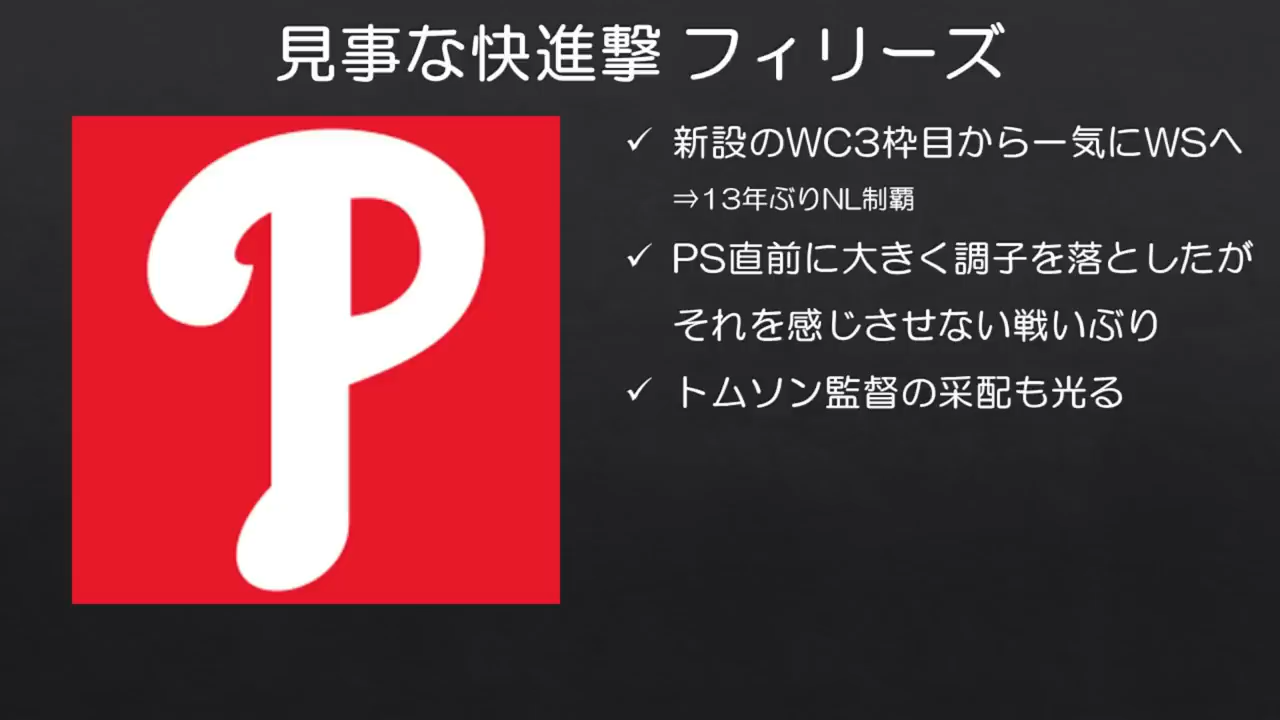 見事な快進撃 フィリーズ
✓ 新設のWC3枠目から一気にWSへ
⇒13年ぶりNL制覇
✓ PS直前に大きく調子を落としたが
それを感じさせない戦いぶり
✓ トムソン監督の采配も光る
P